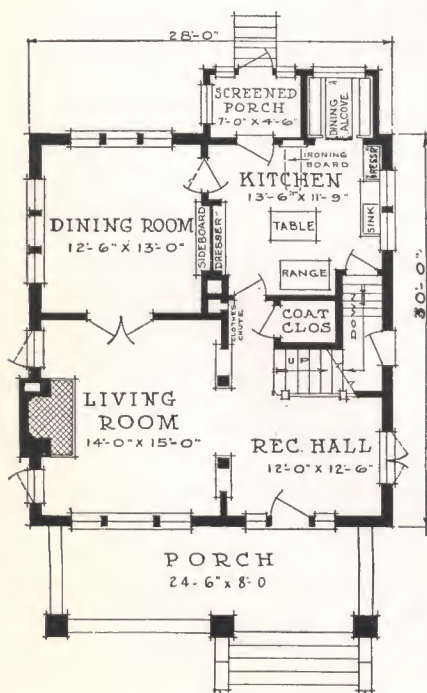 28'-0"
SCREENED
PORCH
7'-0" X 4'-6"
DINING
ALCOVE
IRONING
BOARD
DRESS'R
KITCHEN
13'-6" X 11'-9"
DINING ROOM
12'-6" X 13'-0"
SIDEBOARD
DRESSER
TABLE
SINK
RANGE
30'-0"
CLOTHES
CHUTE
COAT
CLOS
DOWN
UP
LIVING
ROOM
14'-0" X 15'-0"
REC. HALL
12'-0" X 12'-6"
PORCH
24'-6" x 8'-0